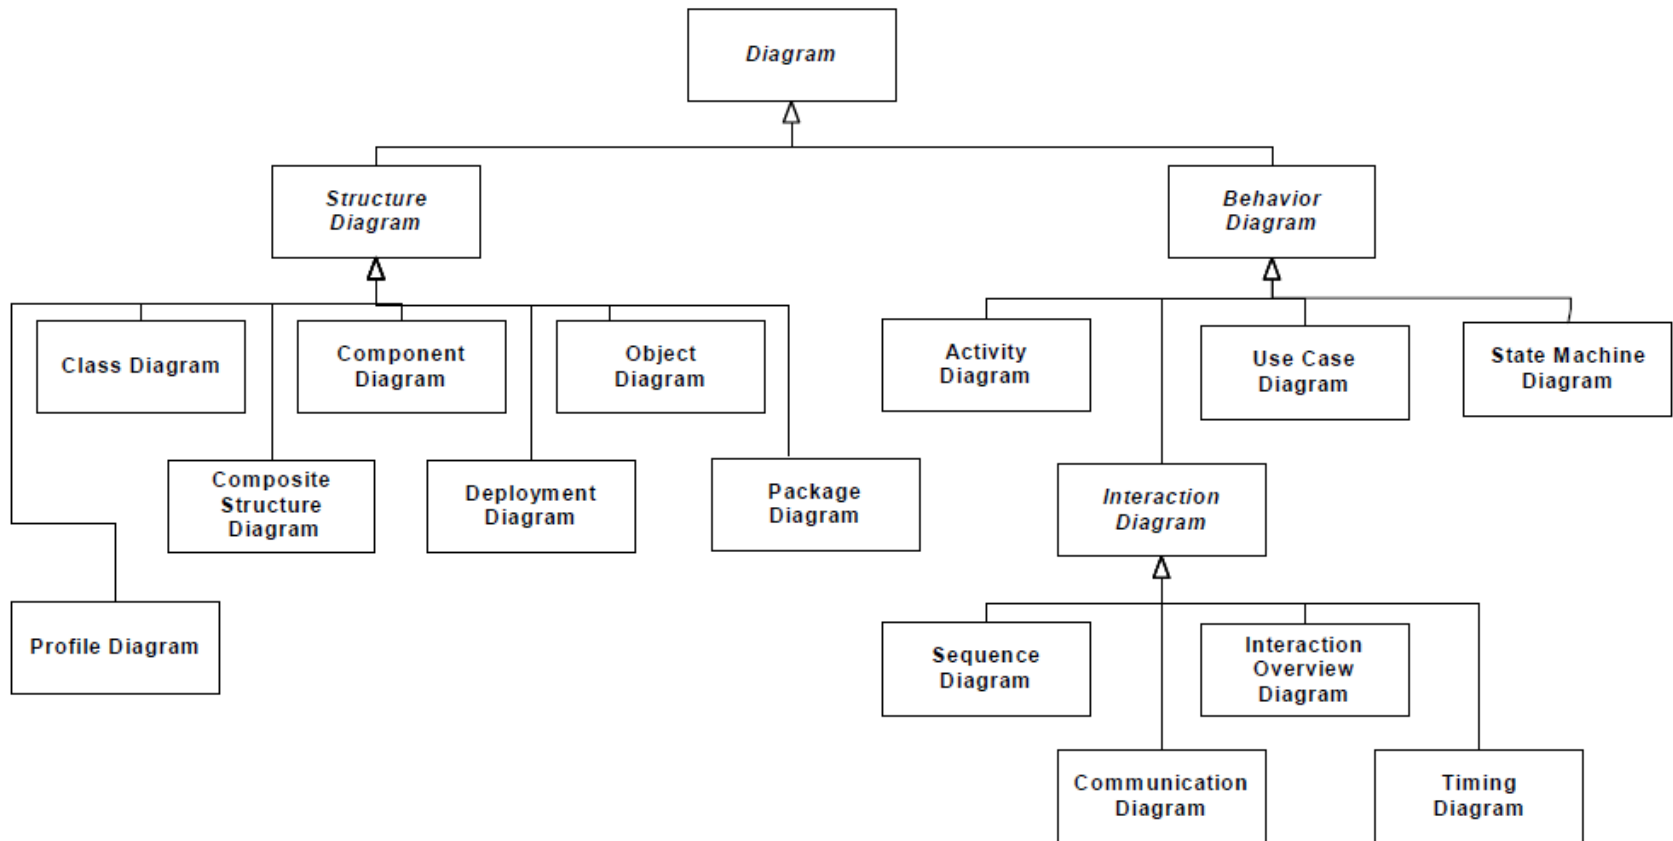 Diagram
Structure
Diagram
Behavior
Diagram
Class Diagram
Component
Diagram
Object
Diagram
Activity
Diagram
Use Case
Diagram
State Machine
Diagram
Composite
Structure
Diagram
Deployment
Diagram
Package
Diagram
Interaction
Diagram
Profile Diagram
Sequence
Diagram
Interaction
Overview
Diagram
Communication
Diagram
Timing
Diagram